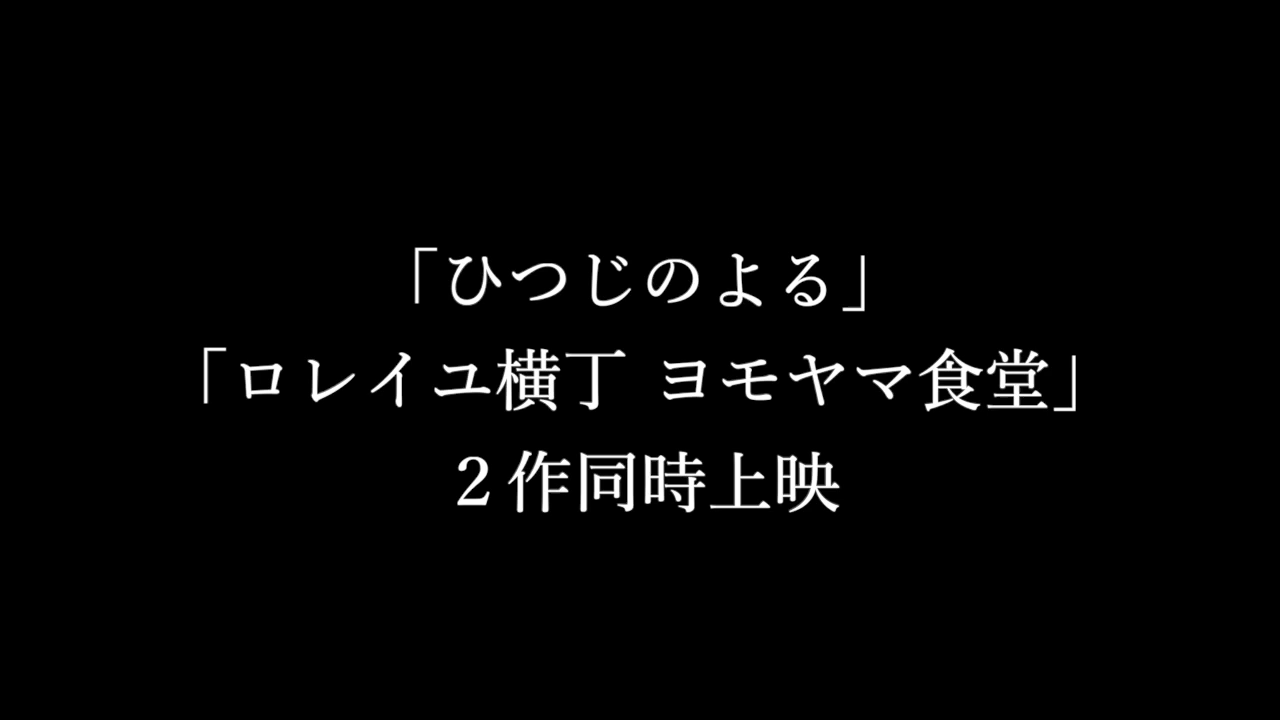 「ひつじのよる」
「ロレイユ横丁 ヨモヤマ食堂」
２作同時上映